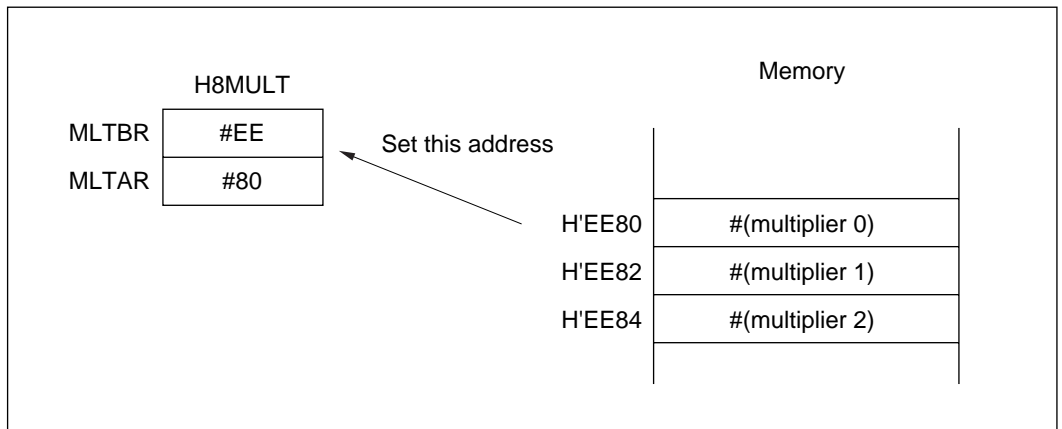 Memory
H8MULT
MLTBR #EE
Set this address
MLTAR #80
H'EE80 #(multiplier 0)
H'EE82 #(multiplier 1)
H'EE84 #(multiplier 2)